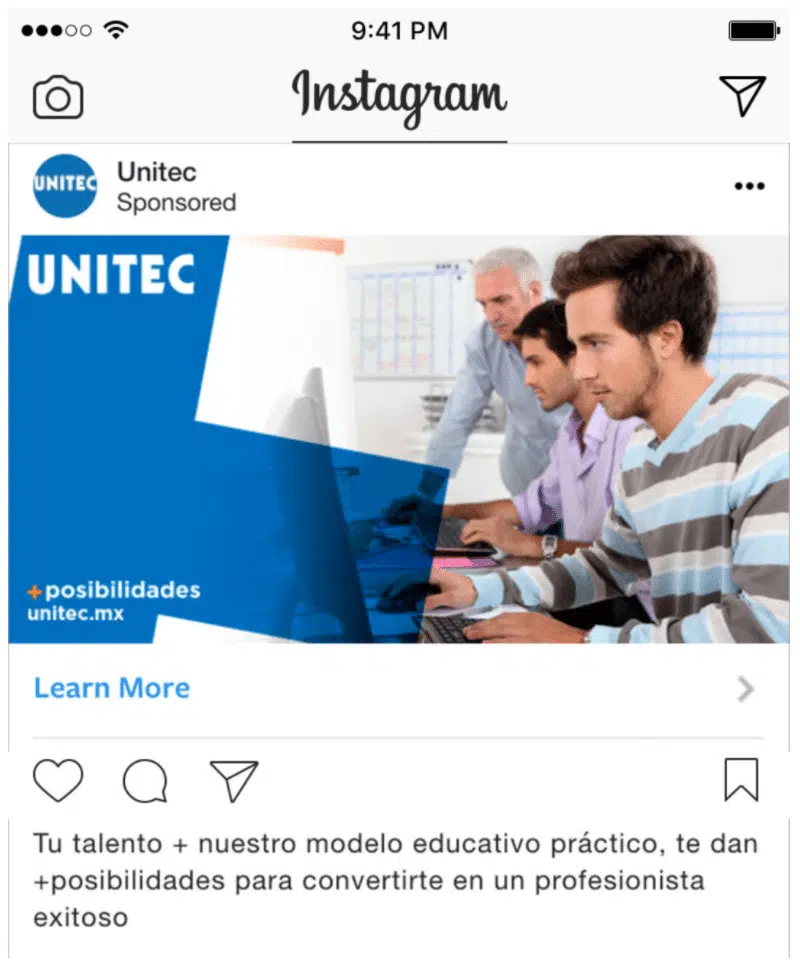 9:41 PM
Instagram
UNITEC
Unitec
Sponsored
UNITEC
+posibilidades
unitec.mx
Learn More
Tu talento + nuestro modelo educativo práctico, te dan
+posibilidades para convertirte en un profesionista
exitoso